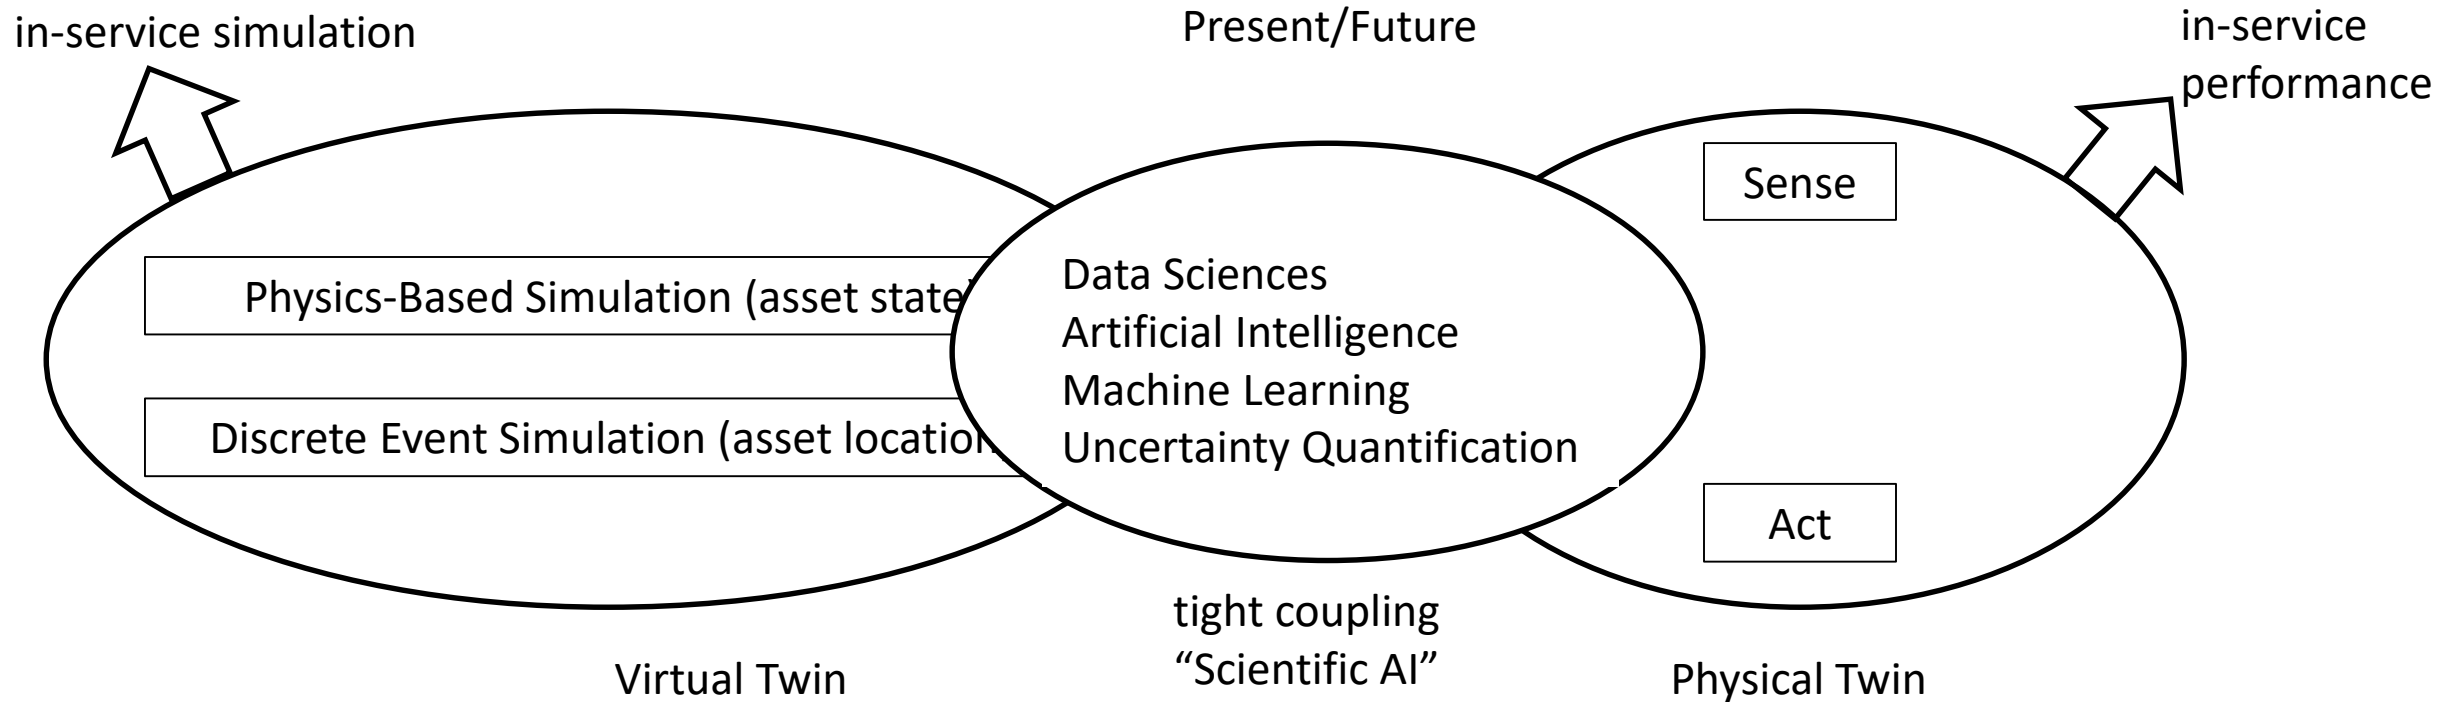 in-service simulation
Present/Future
in-service
performance
Sense
Physics-Based Simulation (asset state)
Discrete Event Simulation (asset location
Data Sciences
Artificial Intelligence
Machine Learning
Uncertainty Quantification
Act
tight coupling
“Scientific AI”
Virtual Twin
Physical Twin